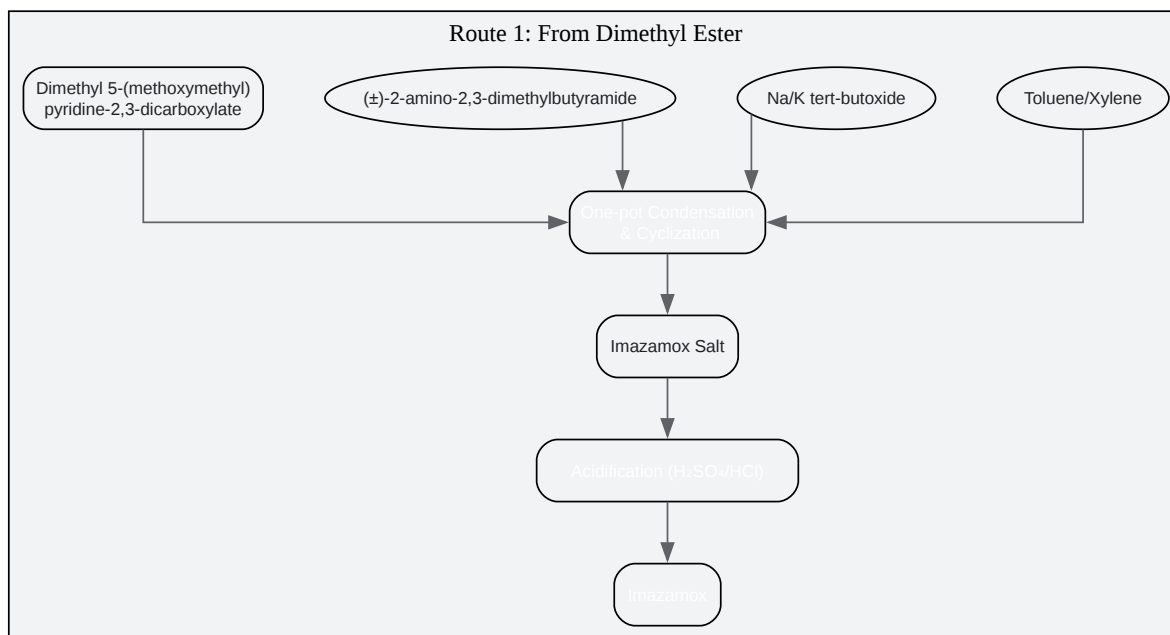 Route 1: From Dimethyl Ester
Dimethyl 5-(methoxymethyl)
pyridine-2,3-dicarboxylate
(±)-2-amino-2,3-dimethylbutyramide
Na/K tert-butoxide
Toluene/Xylene
One-pot Condensation
& Cyclization
Imazamox Salt
Acidification (H₂SO₄/HCl)
Imazamox